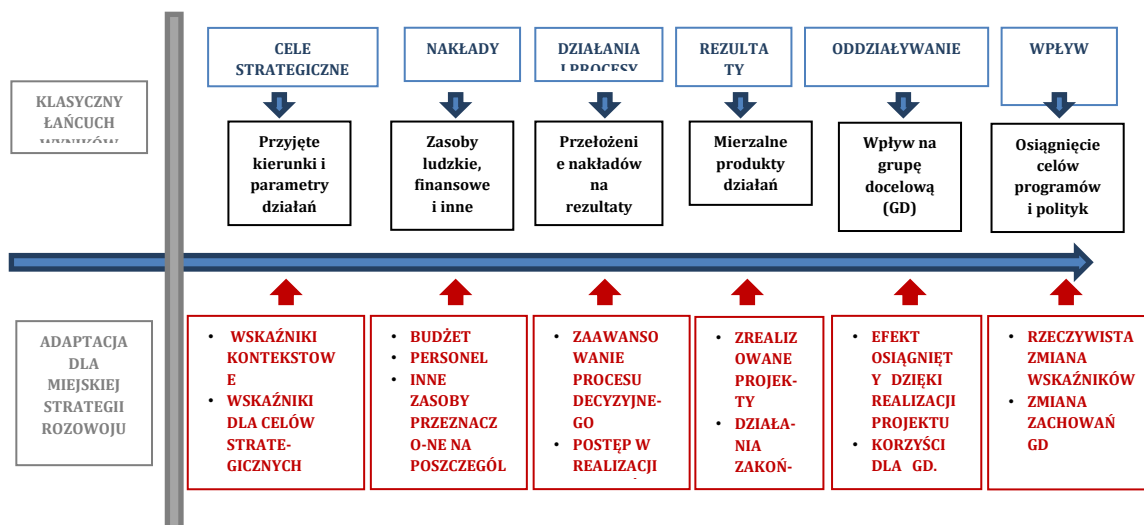 CELE
STRATEGICZNE
NAKŁADY
DZIAŁANIA
I PROCESY
REZULTA
TY
ODDZIAŁYWANIE
WPŁYW
KLASYCZNY
ŁAŃCUCH
WYNIKÓW
Przyjęte
kierunki i
parametry
działań
Zasoby
ludzkie,
finansowe
i inne
Przełożeni
e nakładów
na
rezultaty
Mierzalne
produkty
działań
Wpływ na
grupę
docelową
(GD)
Osiągnięcie
celów
programów
i polityk
ADAPTACJA
DLA
MIEJSKIEJ
STRATEGII
ROZOWOJU
• WSKAŹNIKI
KONTEKSTOW
E
• WSKAŹNIKI
DLA CELÓW
STRATE-
GICZNYCH
• BUDŻET
• PERSONEL
• INNE
ZASOBY
PRZEZNACZ
O-NE NA
POSZCZEGÓL
• ZAAWANSO
WANIE
PROCESU
DECYZYJNE-
GO
• POSTĘP W
REALIZACJI
• ZREALIZ
OWANE
PROJEK-
TY
• DZIAŁA-
NIA
ZAKOŃ-
• EFEKT
OSIĄGNIĘT
Y DZIĘKI
REALIZACJI
PROJEKTU
• KORZYŚCI
DLA GD.
• RZECZYWISTA
ZMIANA
WSKAŹNIKÓW
• ZMIANA
ZACHOWAŃ
GD